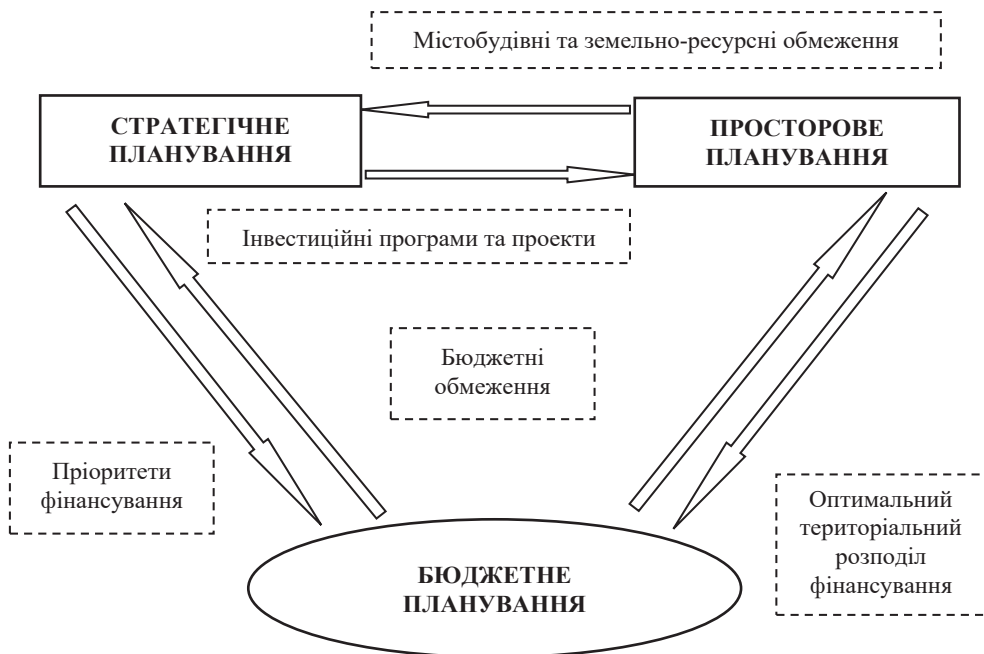 Містобудівні та земельно-ресурсні обмеження
СТРАТЕГІЧНЕ
ПЛАНУВАННЯ
ПРОСТОРОВЕ
ПЛАНУВАННЯ
Інвестиційні програми та проекти
Бюджетні
обмеження
Пріоритети
фінансування
Оптимальний
територіальний
розподіл
фінансування
БЮДЖЕТНЕ
ПЛАНУВАННЯ